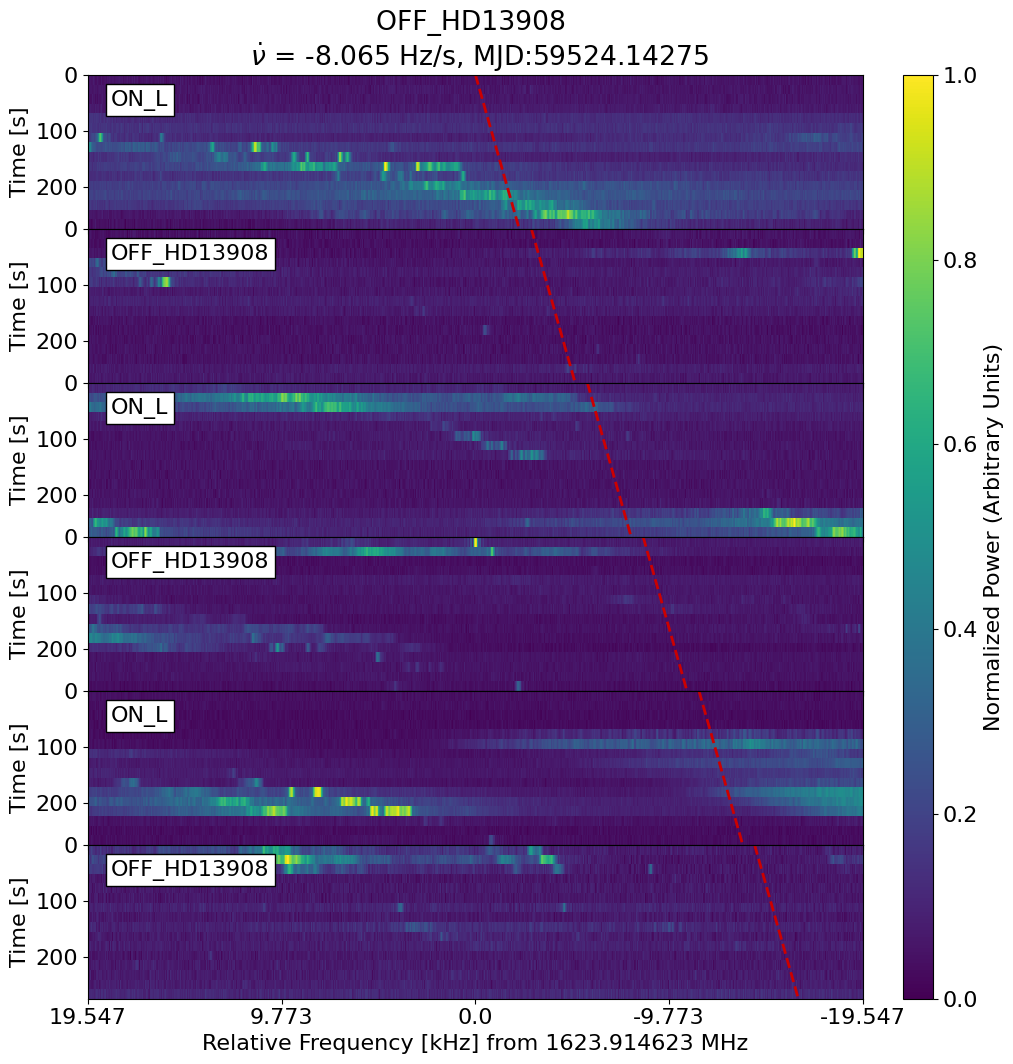 OFF_HD13908
ν̇ = -8.065 Hz/s, MJD:59524.14275
ON_L
Time [s]
0
100
200
OFF_HD13908
Time [s]
0
100
200
ON_L
Time [s]
0
100
200
OFF_HD13908
Time [s]
0
100
200
ON_L
Time [s]
0
100
200
OFF_HD13908
Time [s]
0
100
200
19.547 9.773 0.0 -9.773 -19.547
Relative Frequency [kHz] from 1623.914623 MHz
1.0
0.8
0.6
0.4
0.2
0.0
Normalized Power (Arbitrary Units)